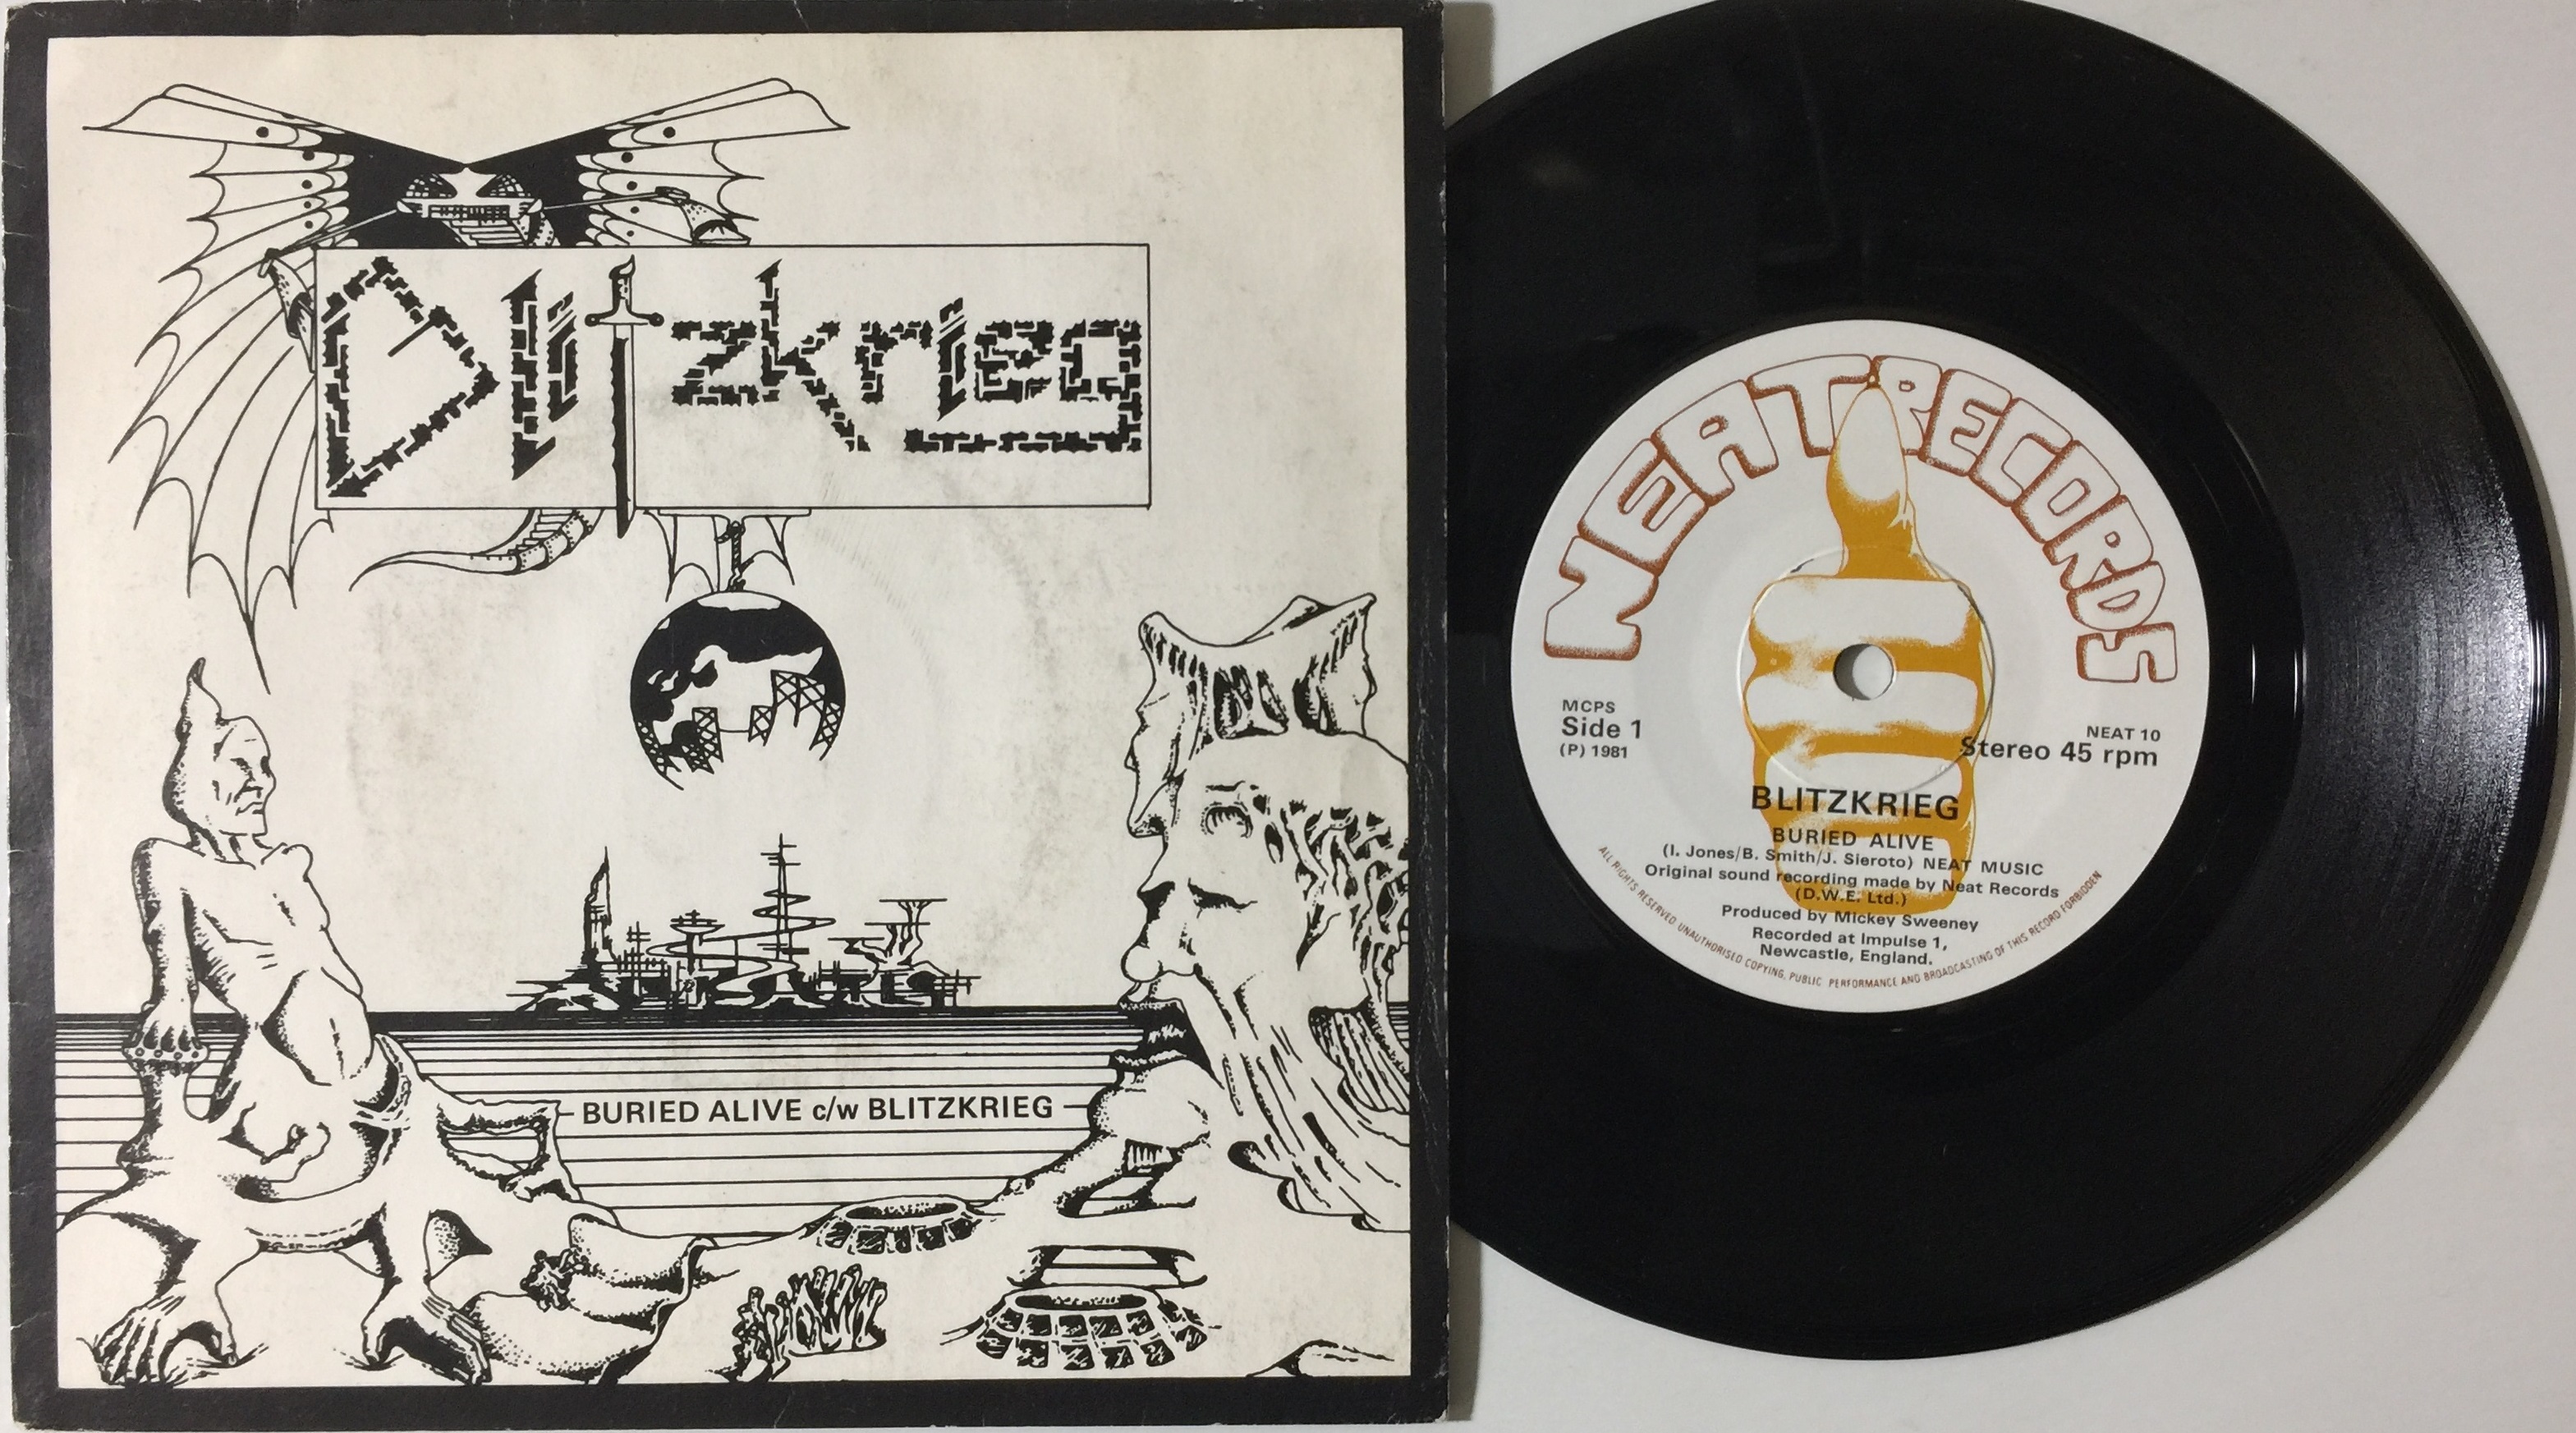 Blitzkrieg
BURIED ALIVE c/w BLITZKRIEG
NEAT RECORDS
MCPS
Side 1
(P) 1981
NEAT 10
Stereo 45 rpm
BLITZKRIEG
BURIED ALIVE
(I. Jones/B. Smith/J. Sieroto) NEAT MUSIC
Original sound recording made by Neat Records
(D.W.E. Ltd.)
Produced by Mickey Sweeney
Recorded at Impulse 1,
Newcastle, England.
ALL RIGHTS RESERVED UNAUTHORISED COPYING, PUBLIC PERFORMANCE AND BROADCASTING OF THIS RECORD FORBIDDEN